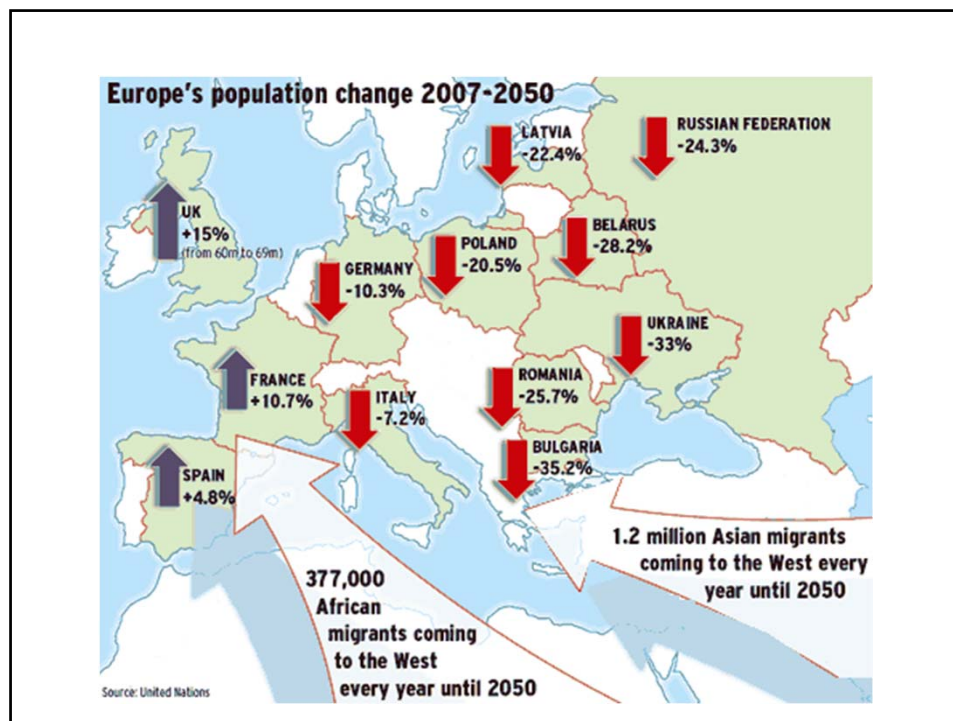 Europe's population change 2007-2050
LATVIA
-22.4%
RUSSIAN FEDERATION
-24.3%
UK
+15%
(from 60m to 69m)
BELARUS
-28.2%
POLAND
-20.5%
GERMANY
-10.3%
UKRAINE
-33%
FRANCE
+10.7%
ITALY
-7.2%
ROMANIA
-25.7%
BULGARIA
-35.2%
SPAIN
+4.8%
1.2 million Asian migrants
coming to the West every
year until 2050
377,000
African
migrants coming
to the West
every year until 2050
Source: United Nations